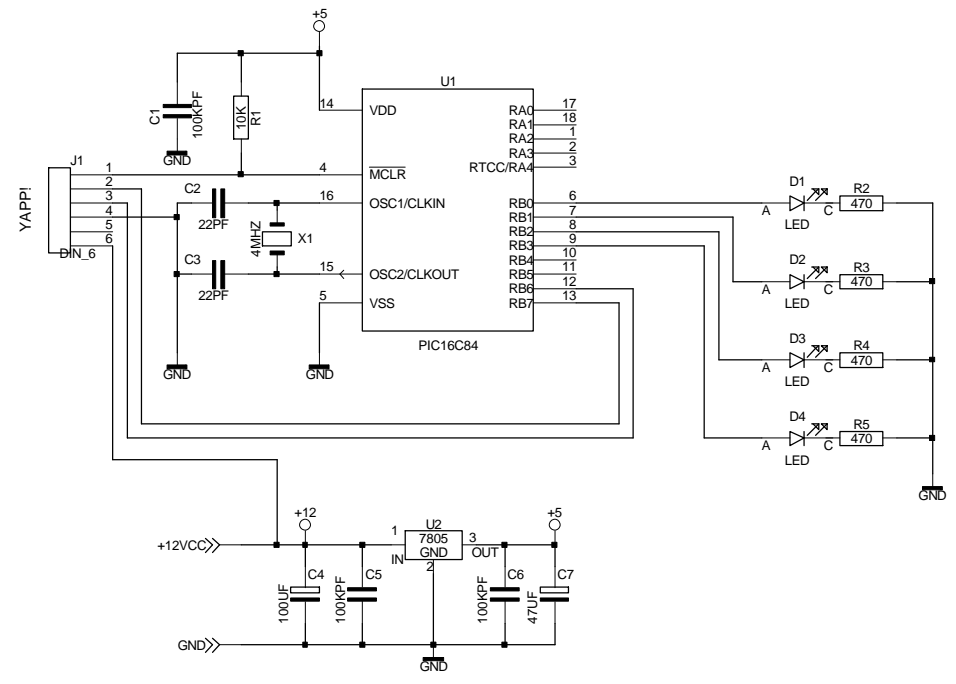 +5
U1
C1
100KPF
10K
R1
GND
14
VDD
RA0
17
RA1
18
RA2
1
RA3
2
RTCC/RA4
3
J1
YAPP!
1
2
3
4
5
6
DIN_6
4
MCLR
C2
22PF
16
OSC1/CLKIN
4MHZ
X1
C3
22PF
15
OSC2/CLKOUT
5
VSS
RB0
6
RB1
7
RB2
8
RB3
9
RB4
10
RB5
11
RB6
12
RB7
13
PIC16C84
GND
GND
D1
R2
A
C
470
LED
D2
R3
A
C
470
LED
D3
R4
A
C
470
LED
D4
R5
A
C
470
LED
GND
+12
+5
+12VCC
1
U2
7805
GND
3
IN
OUT
2
C4
100UF
C5
100KPF
C6
100KPF
C7
47UF
GND
GND